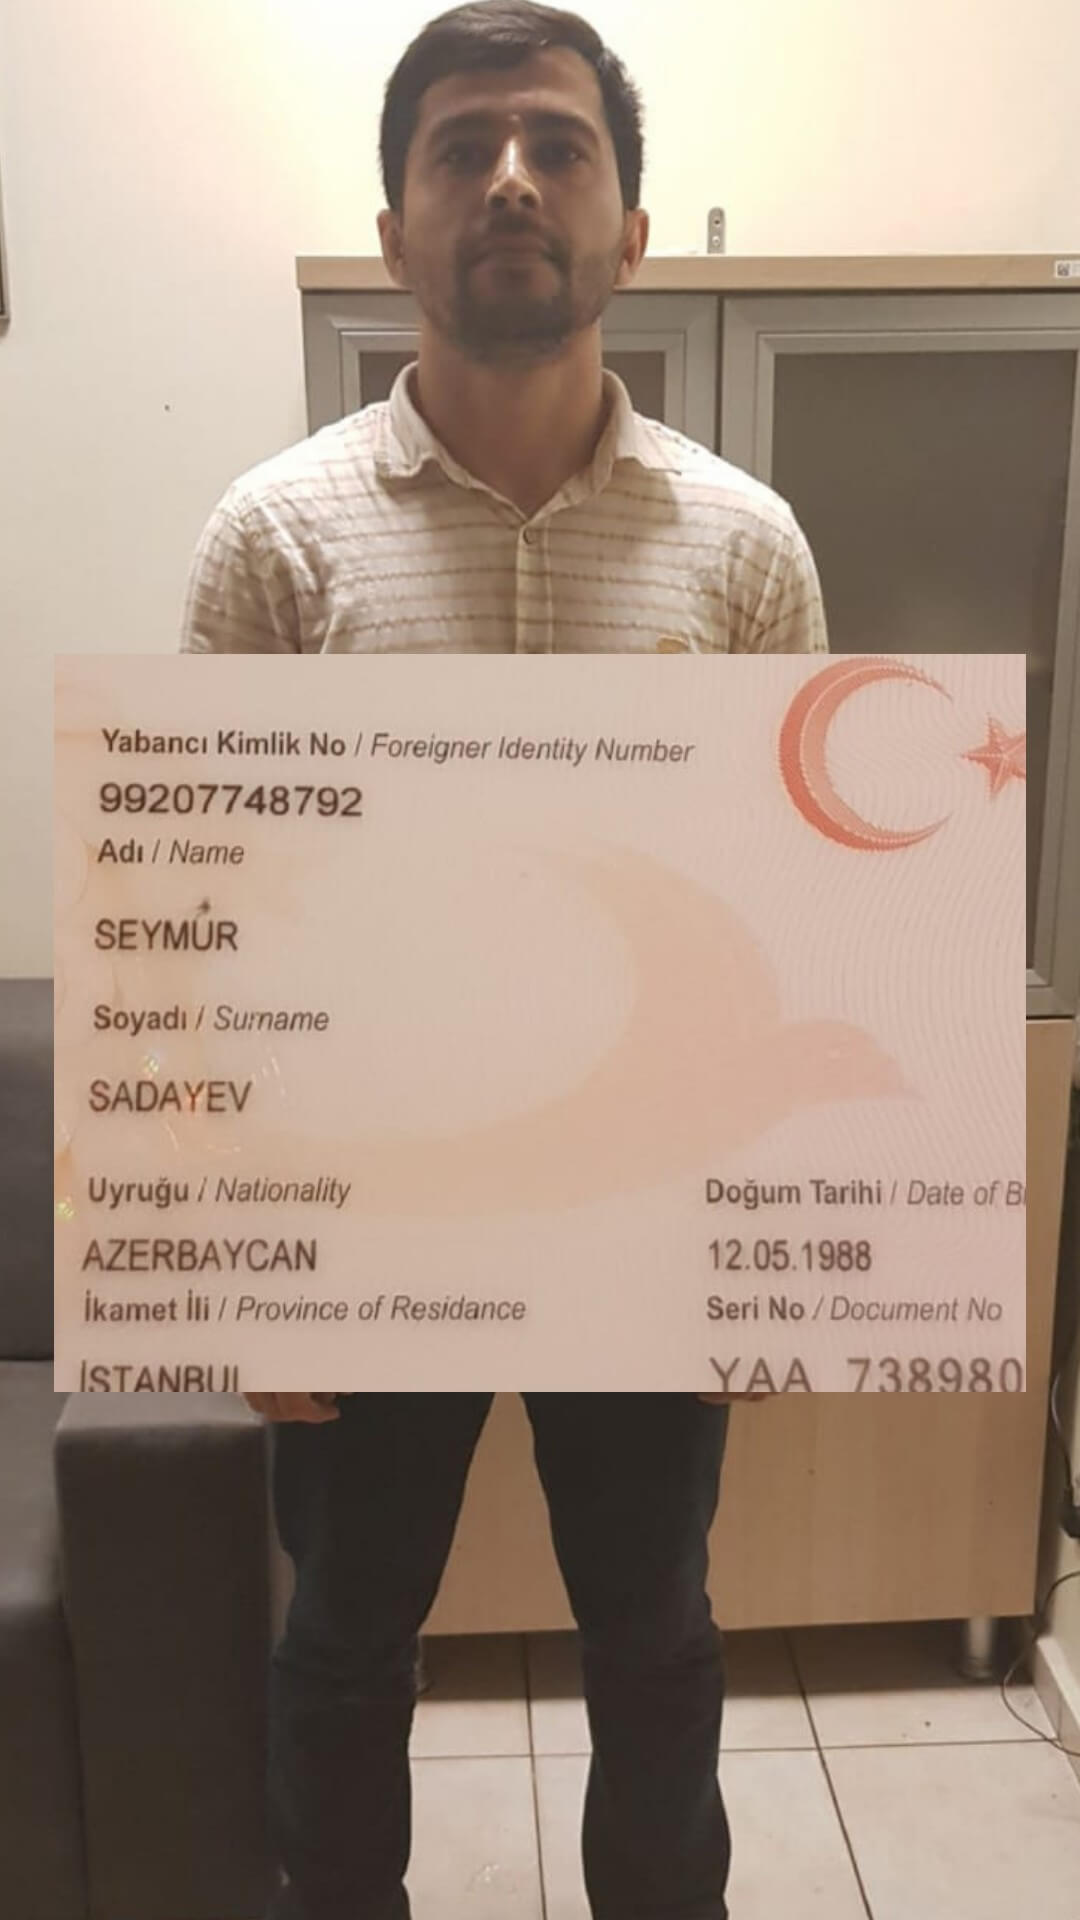 Yabancı Kimlik No / Foreigner Identity Number
99207748792
Adı / Name
SEYMUR
Soyadı / Surname
SADAYEV
Uyruğu / Nationality
AZERBAYCAN
Doğum Tarihi / Date of Bi
12.05.1988
İkamet İli / Province of Residance
İSTANBUL
Seri No / Document No
YAA 738980